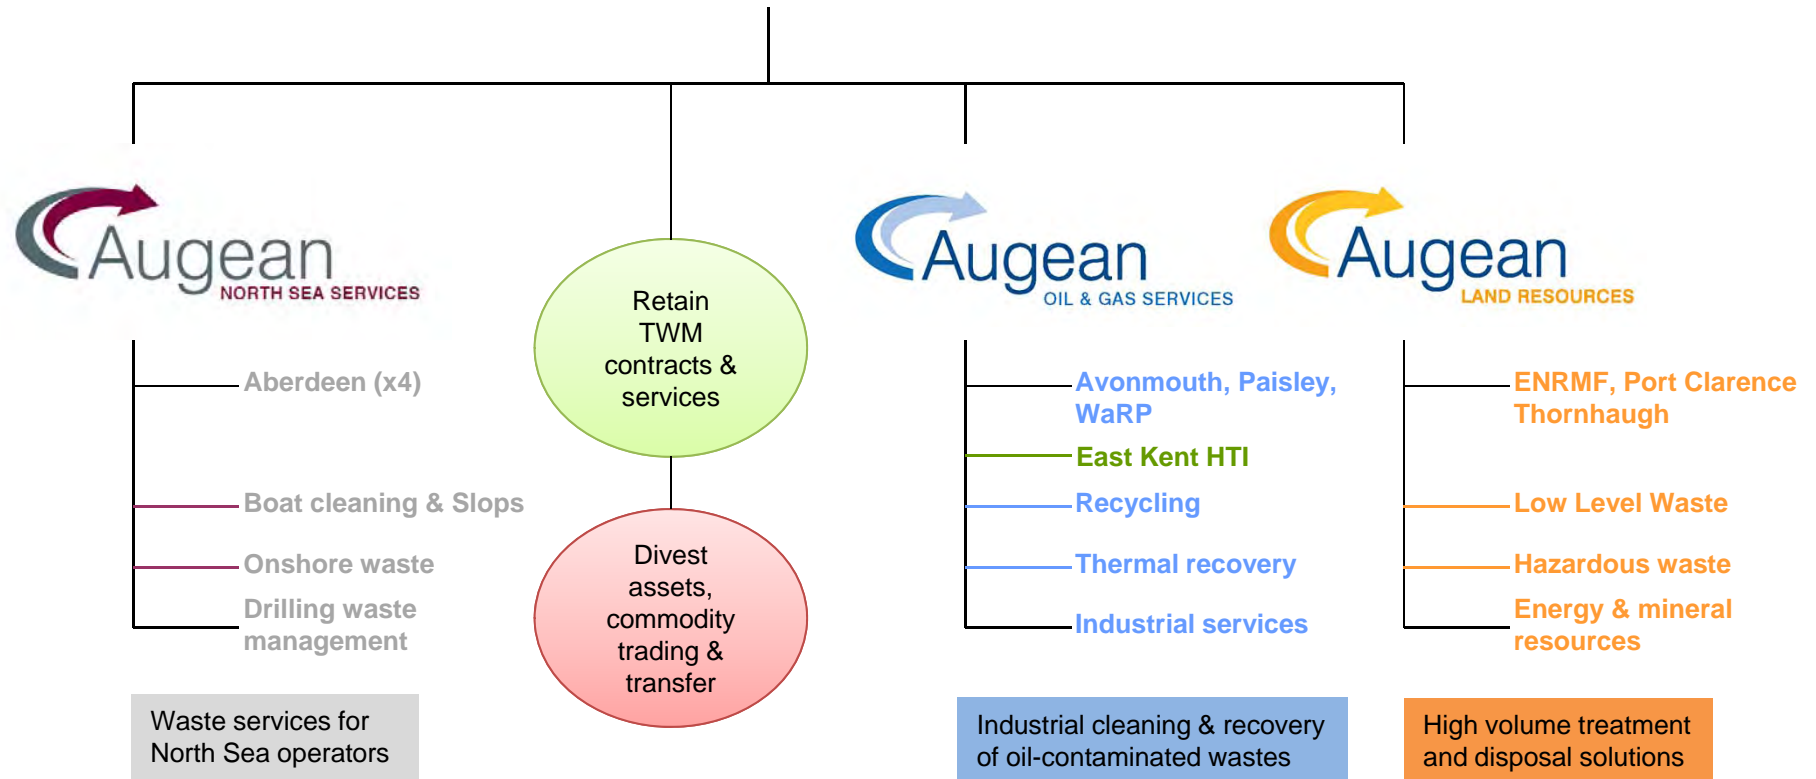 Augean
NORTH SEA SERVICES
Aberdeen (x4)
Boat cleaning & Slops
Onshore waste
Drilling waste
management
Waste services for
North Sea operators
Retain
TWM
contracts &
services
Divest
assets,
commodity
trading &
transfer
Augean
OIL & GAS SERVICES
Avonmouth, Paisley,
WaRP
East Kent HTI
Recycling
Thermal recovery
Industrial services
Industrial cleaning & recovery
of oil-contaminated wastes
Augean
LAND RESOURCES
ENRMF, Port Clarence
Thornhaugh
Low Level Waste
Hazardous waste
Energy & mineral
resources
High volume treatment
and disposal solutions